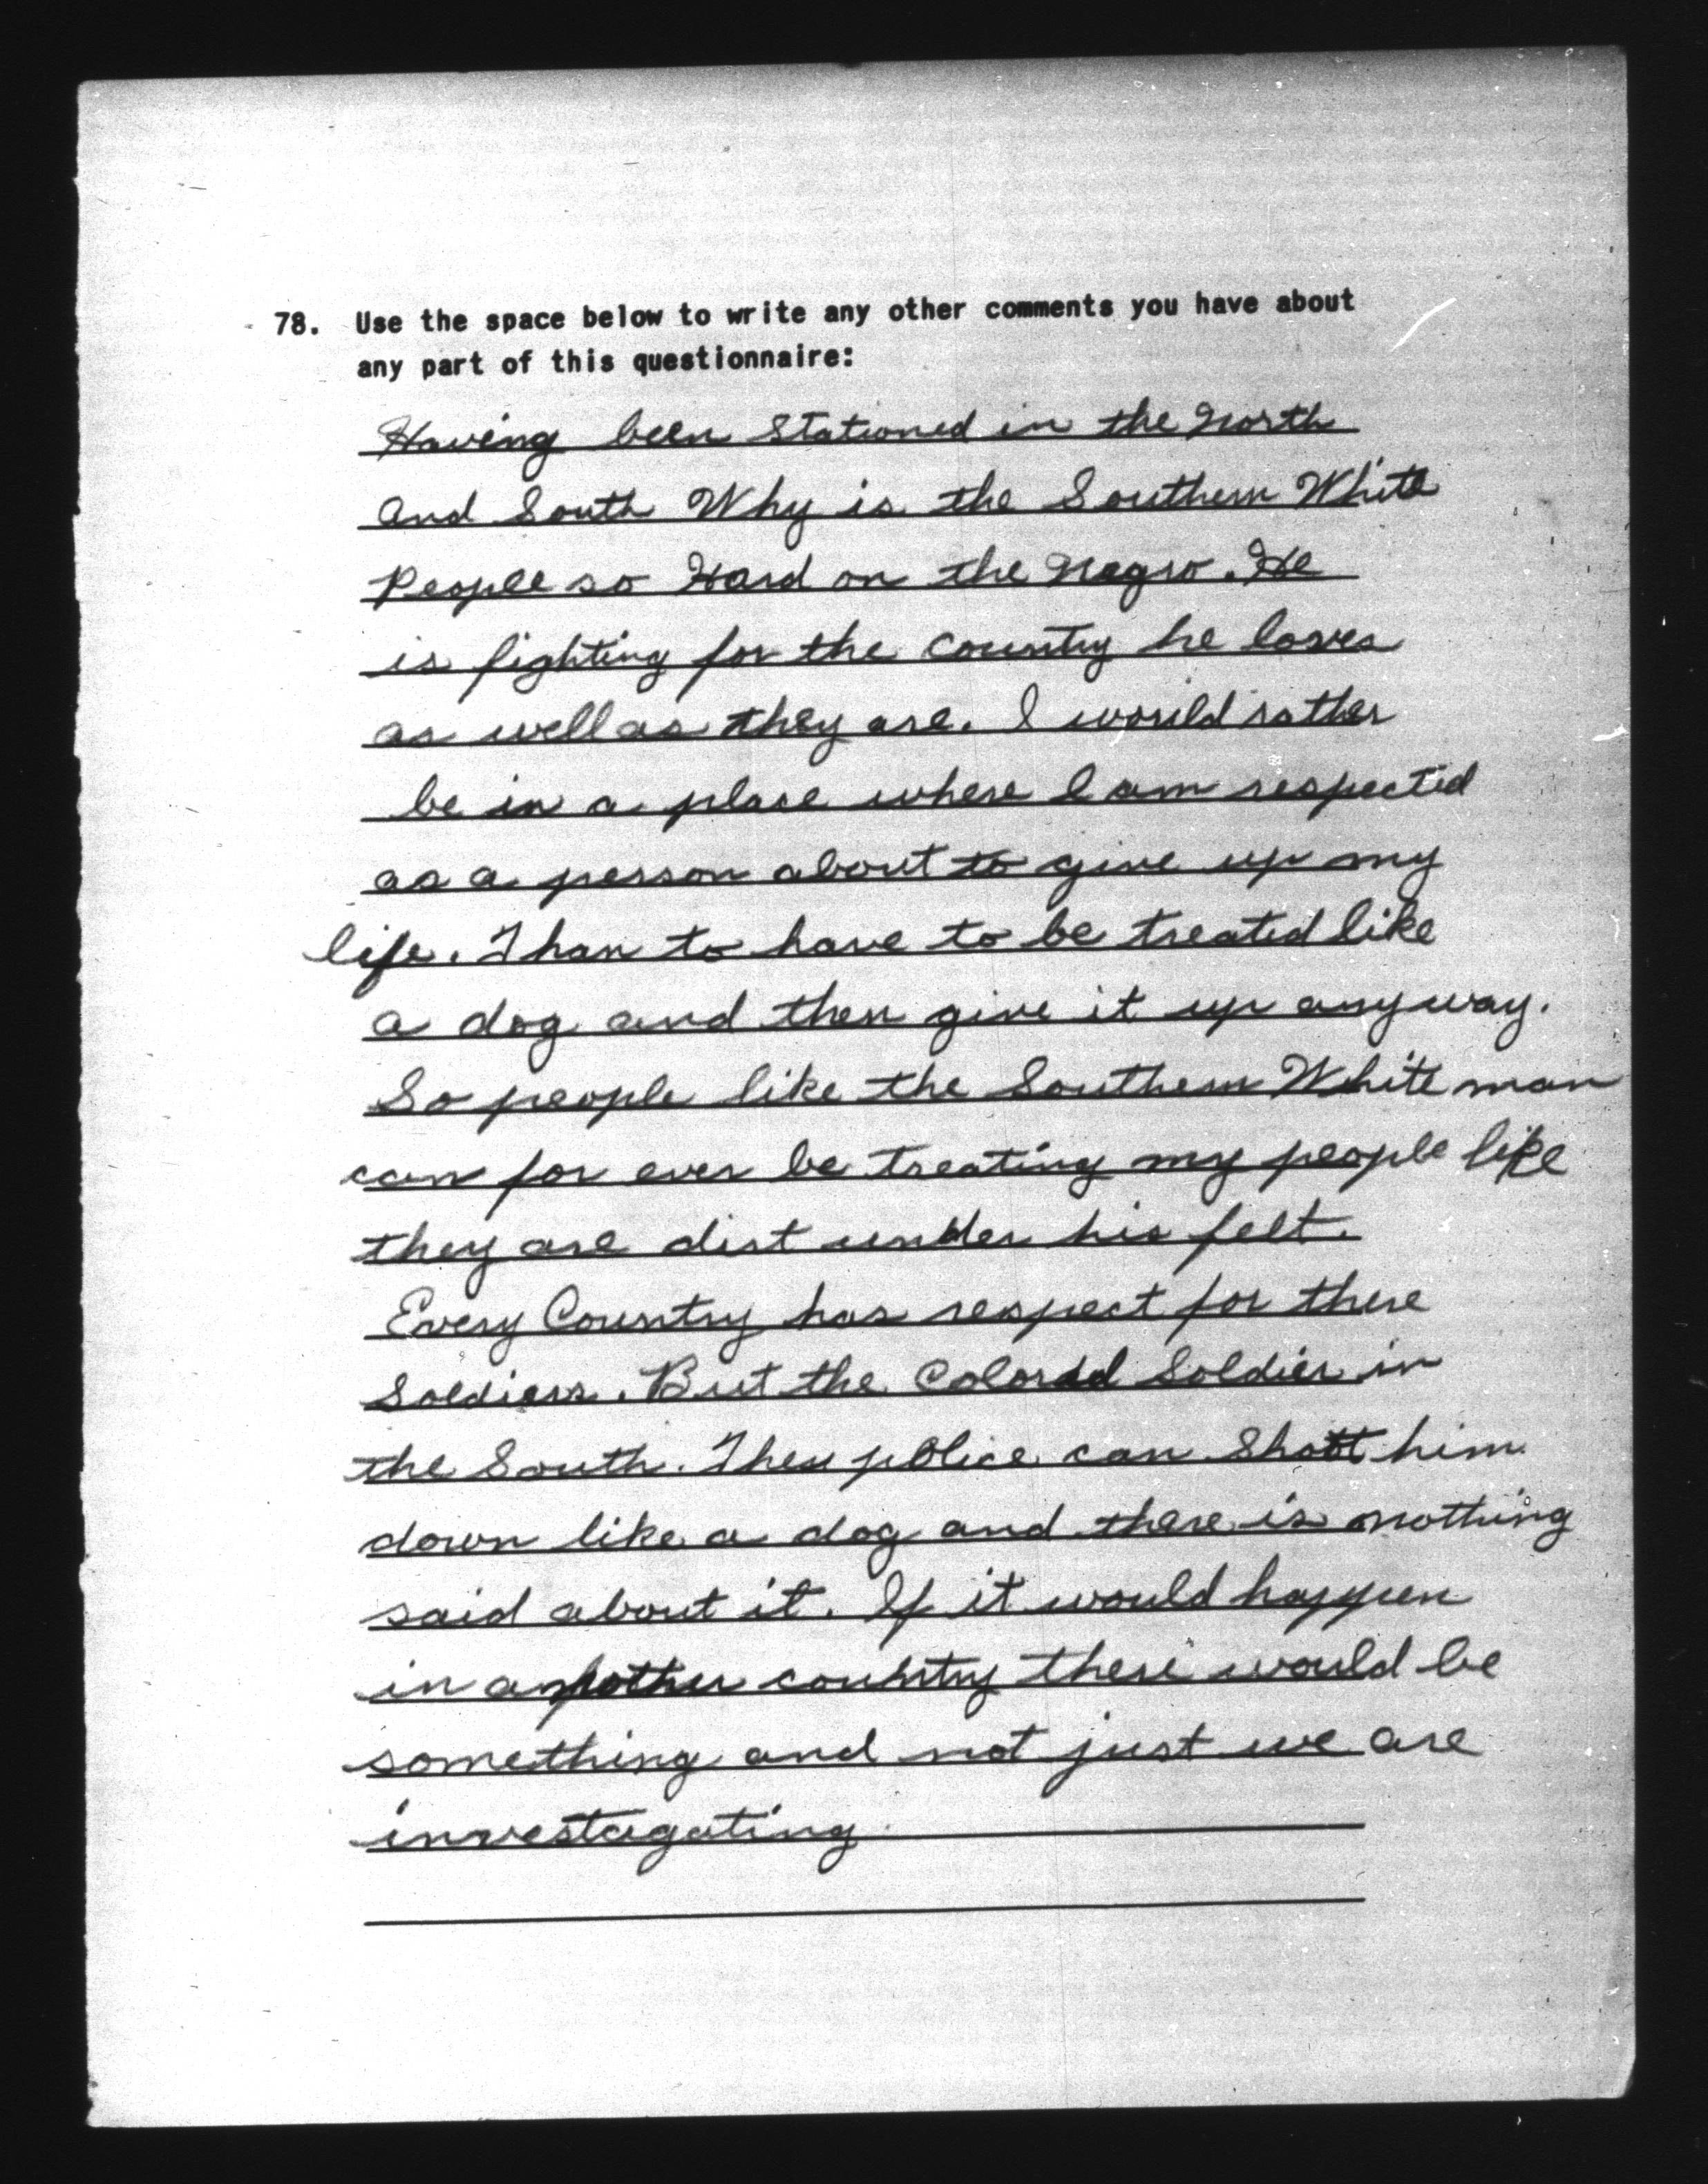 78. Use the space below to write any other comments you have about
any part of this questionnaire:
Having been Stationed in the North
and South Why is the Southern White
People so Hard on the Negro. He
is fighting for the country he loves
as well as they are. I would rather
be in a place where I am respected
as a person about to give up my
life. Than to have to be treated like
a dog and then give it up anyway.
So people like the Southern White man
can for ever be treating my people like
they are dirt under his felt.
Every Country has respect for there
Soldiers. But the Colored Soldier in
the South. The police can Shott him
down like a dog and there is nothing
said about it. If it would happen
in another country there would be
something and not just we are
investagating.